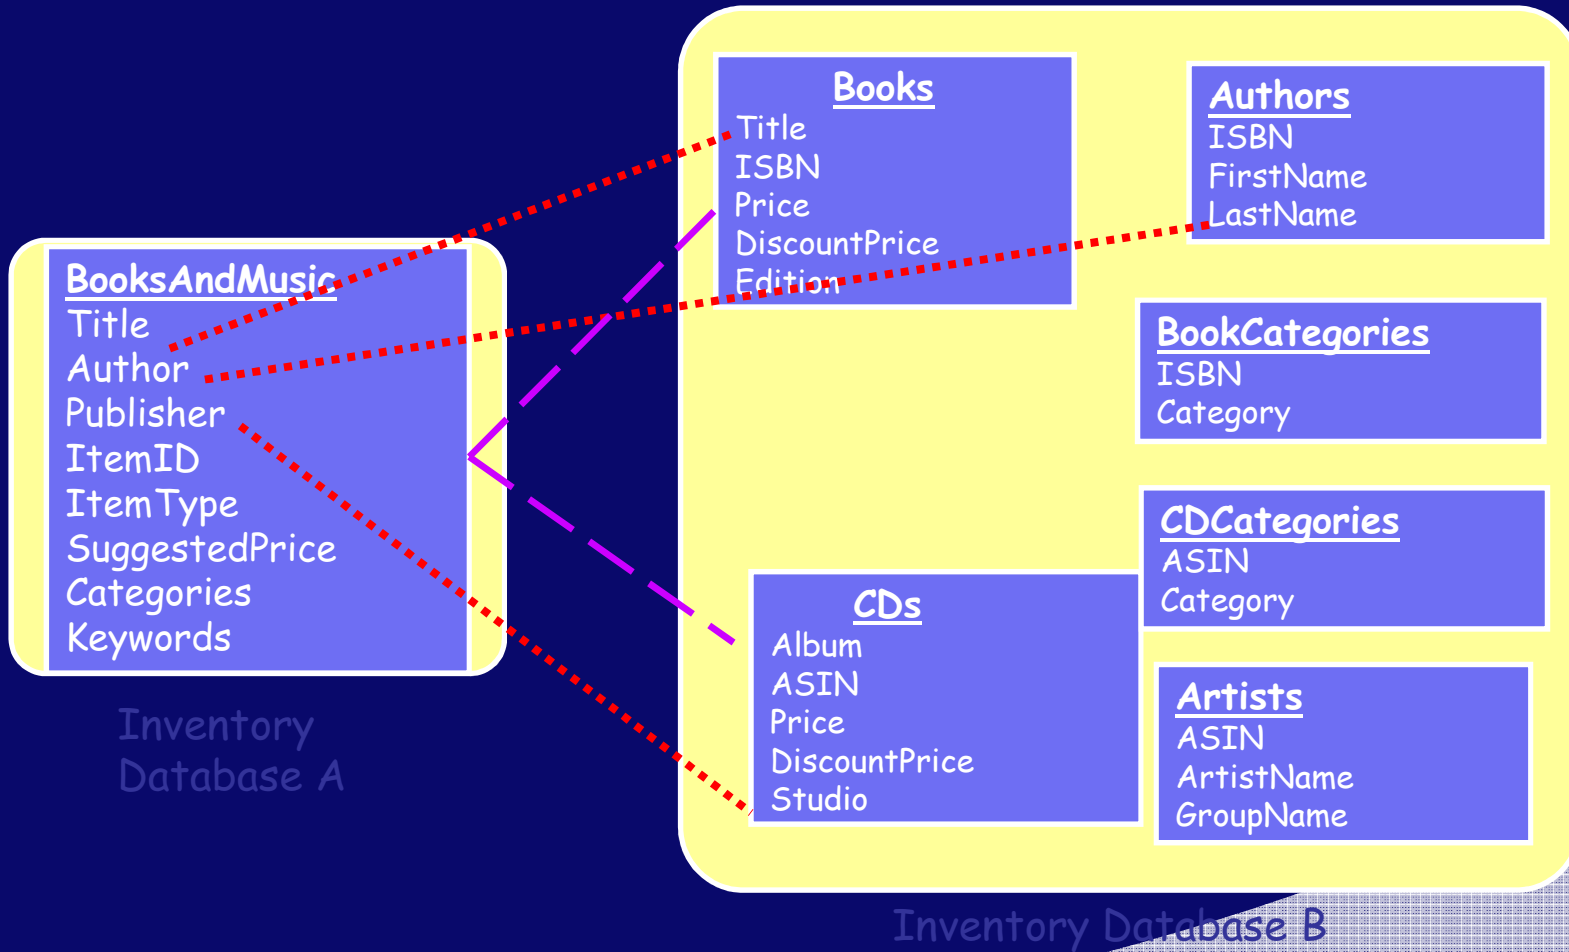 BooksAndMusic
Title
Author
Publisher
ItemID
ItemType
SuggestedPrice
Categories
Keywords
Inventory
Database A
Books
Title
ISBN
Price
DiscountPrice
Edition
Authors
ISBN
FirstName
LastName
BookCategories
ISBN
Category
CDCategories
ASIN
Category
CDs
Album
ASIN
Price
DiscountPrice
Studio
Artists
ASIN
ArtistName
GroupName
Inventory Database B